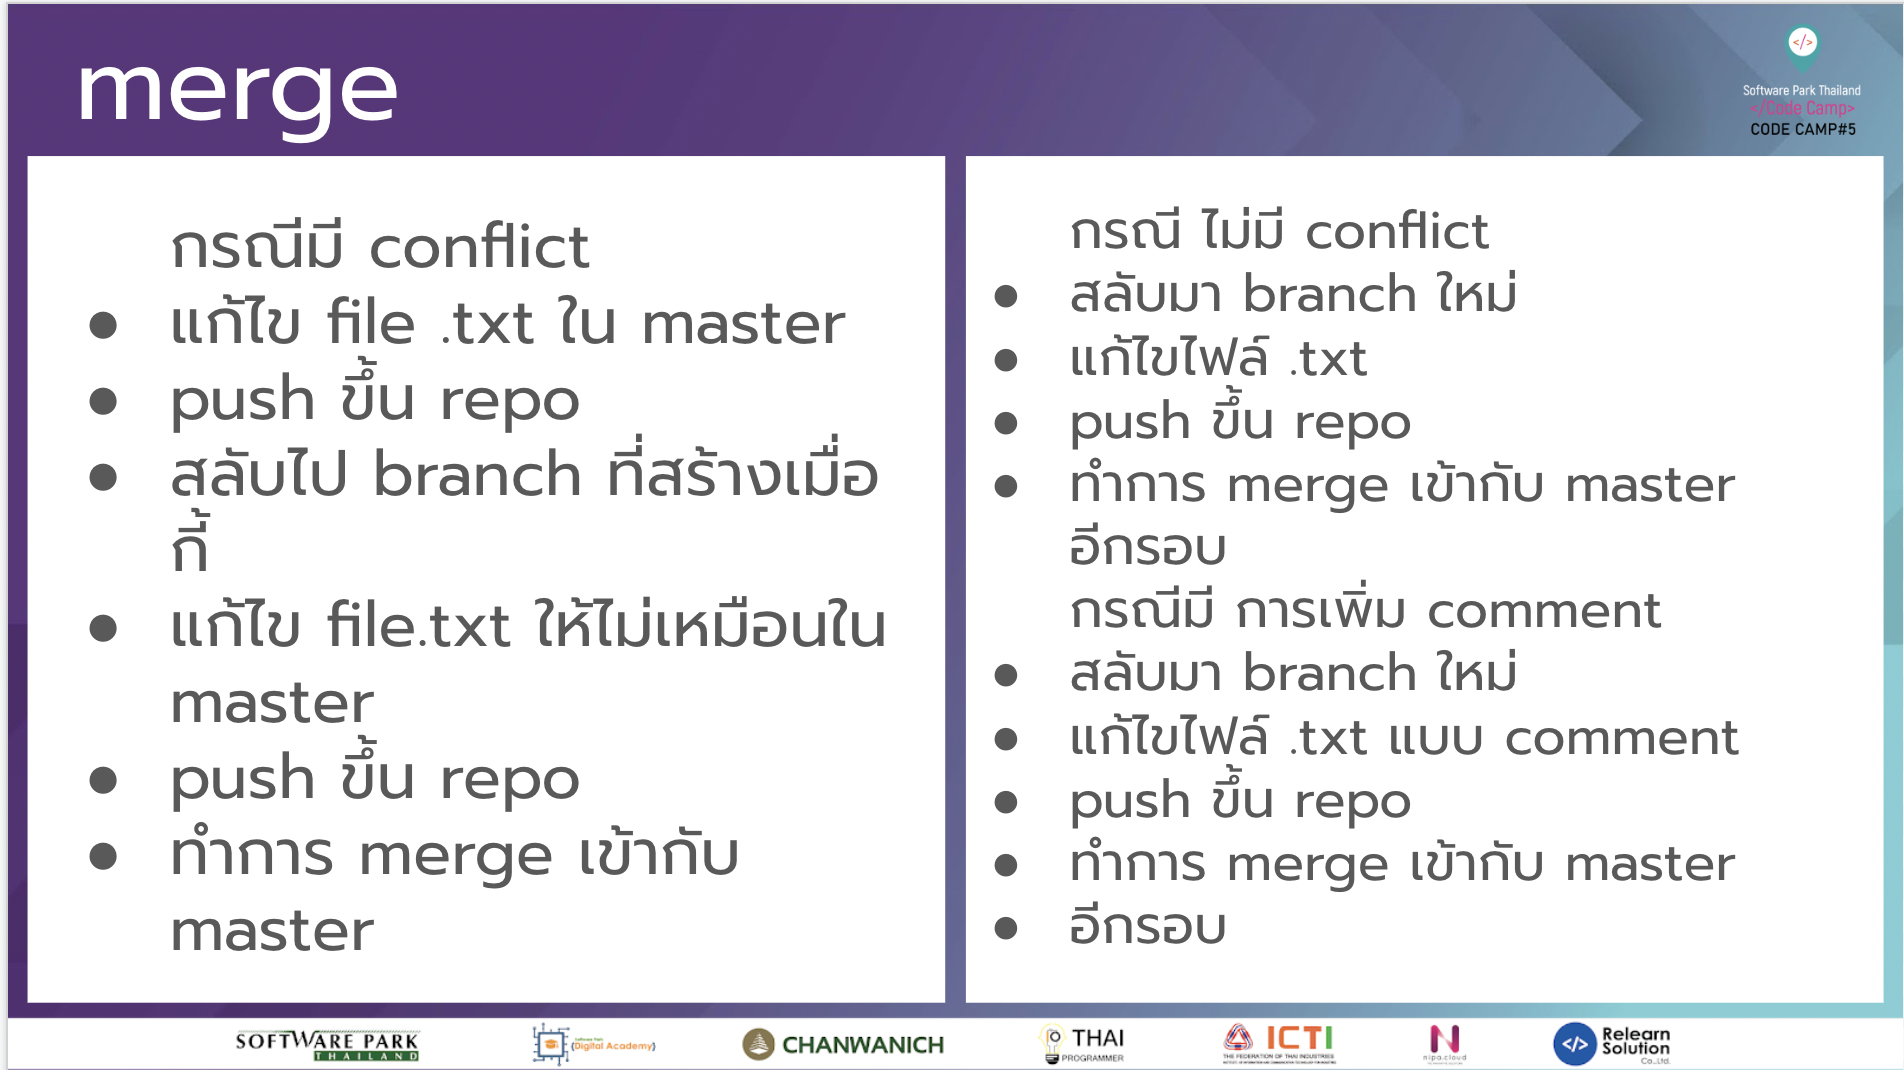 merge
</>
Software Park Thailand
</Code Camp>
CODE CAMP#5
กรณีมี conflict
● แก้ไข file .txt ใน master
● push ขึ้น repo
● สลับไป branch ที่สร้างเมื่อ
กี้
● แก้ไข file.txt ให้ไม่เหมือนใน
master
● push ขึ้น repo
● ทำการ merge เข้ากับ
master
กรณี ไม่มี conflict
● สลับมา branch ใหม่
● แก้ไขไฟล์ .txt
● push ขึ้น repo
● ทำการ merge เข้ากับ master
อีกรอบ
กรณีมี การเพิ่ม comment
● สลับมา branch ใหม่
● แก้ไขไฟล์ .txt แบบ comment
● push ขึ้น repo
● ทำการ merge เข้ากับ master
● อีกรอบ
SOFTWARE PARK
THAILAND
Software Park
{Digital Academy}
CHANWANICH
THAI
PROGRAMMER
ICTI
THE FEDERATION OF THAI INDUSTRIES
N
nipa.cloud
</>
Relearn
Solution
Co.,Ltd.